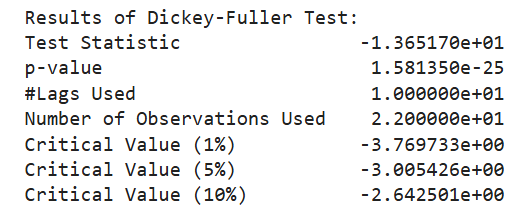 Results of Dickey-Fuller Test:
Test Statistic -1.365170e+01
p-value 1.581350e-25
#Lags Used 1.000000e+01
Number of Observations Used 2.200000e+01
Critical Value (1%) -3.769733e+00
Critical Value (5%) -3.005426e+00
Critical Value (10%) -2.642501e+00